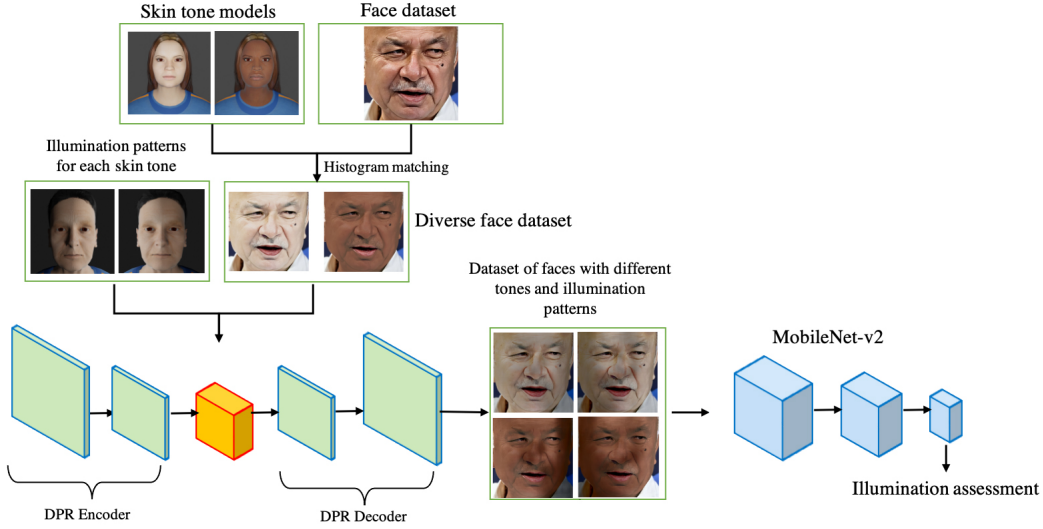 Skin tone models
Face dataset
Illumination patterns
for each skin tone
Histogram matching
Diverse face dataset
Dataset of faces with different
tones and illumination
patterns
MobileNet-v2
Illumination assessment
DPR Encoder
DPR Decoder